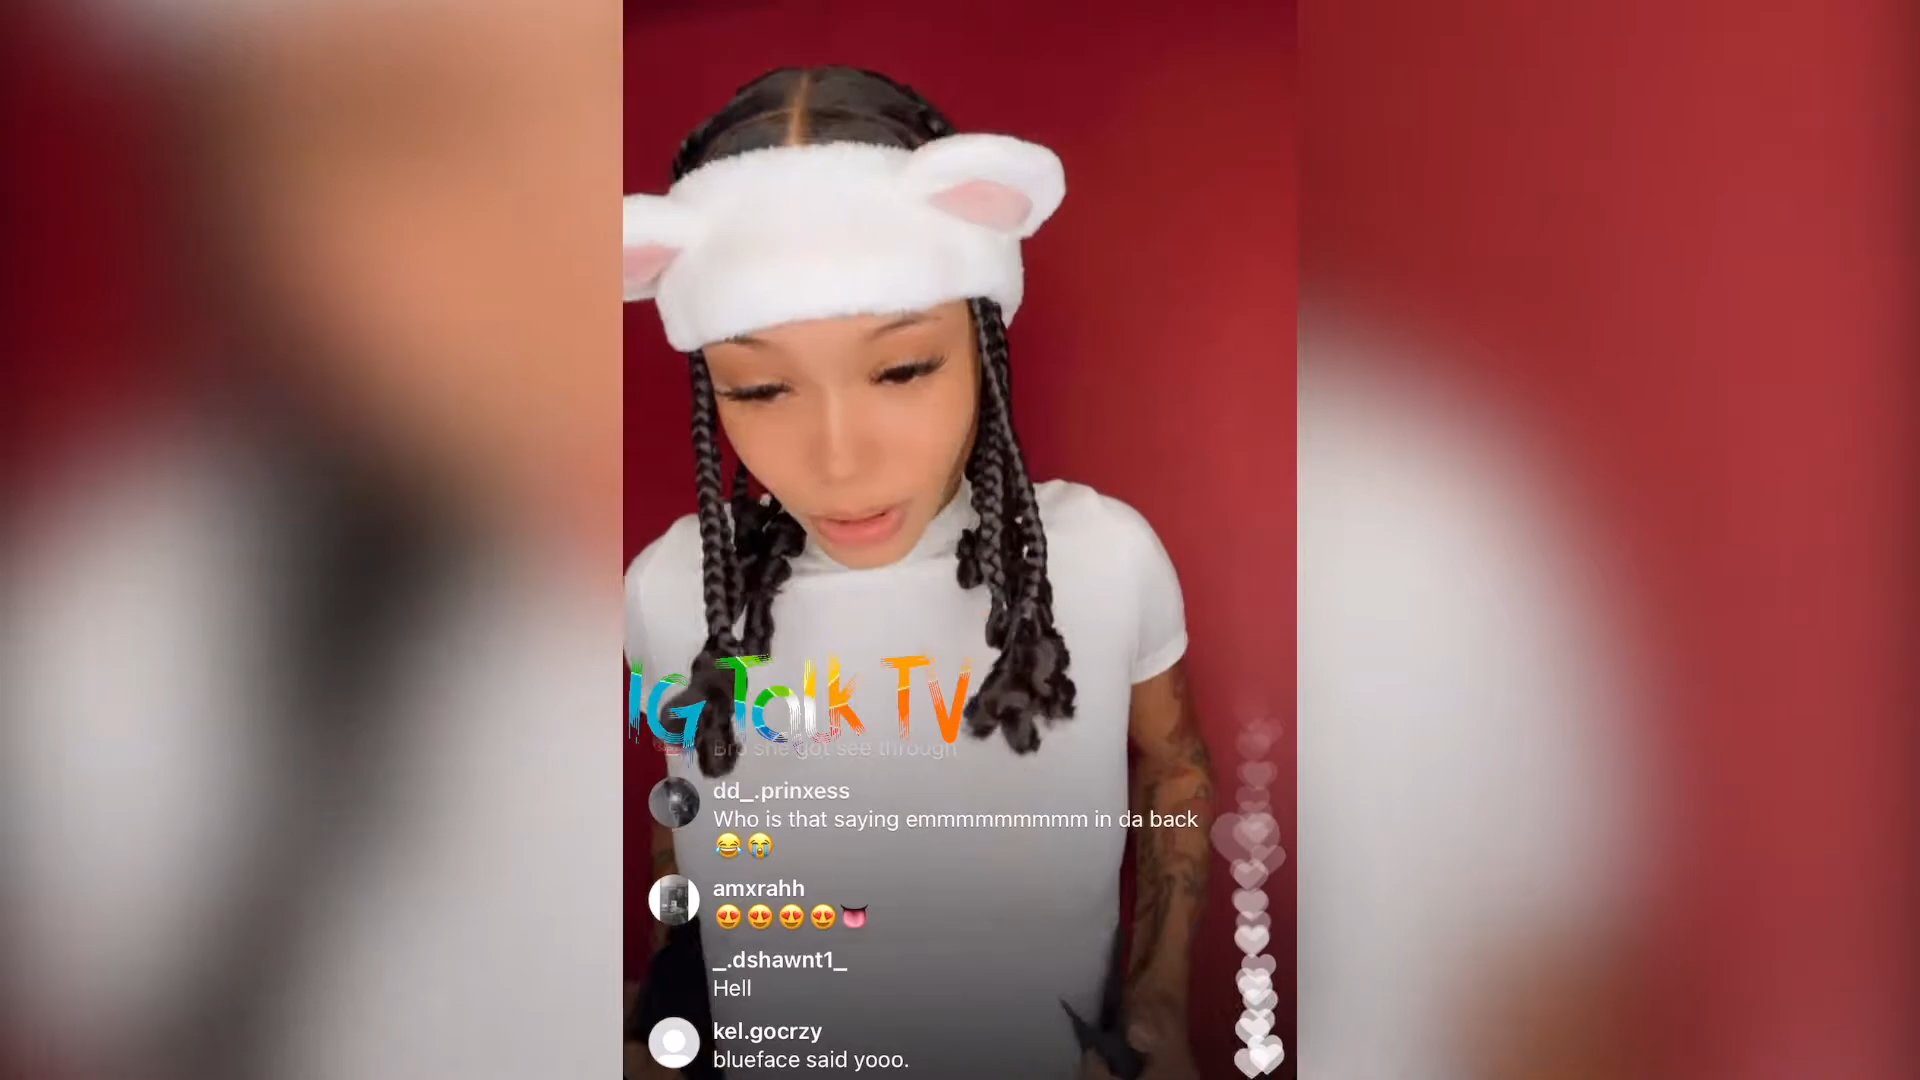 IG Talk TV
Bro she got see through
dd_.prinxess
Who is that saying emmmmmmmmm in da back
😂😭
amxrahh
😍😍😍😍👅
_.dshawnt1_
Hell
kel.gocrzy
blueface said yooo.